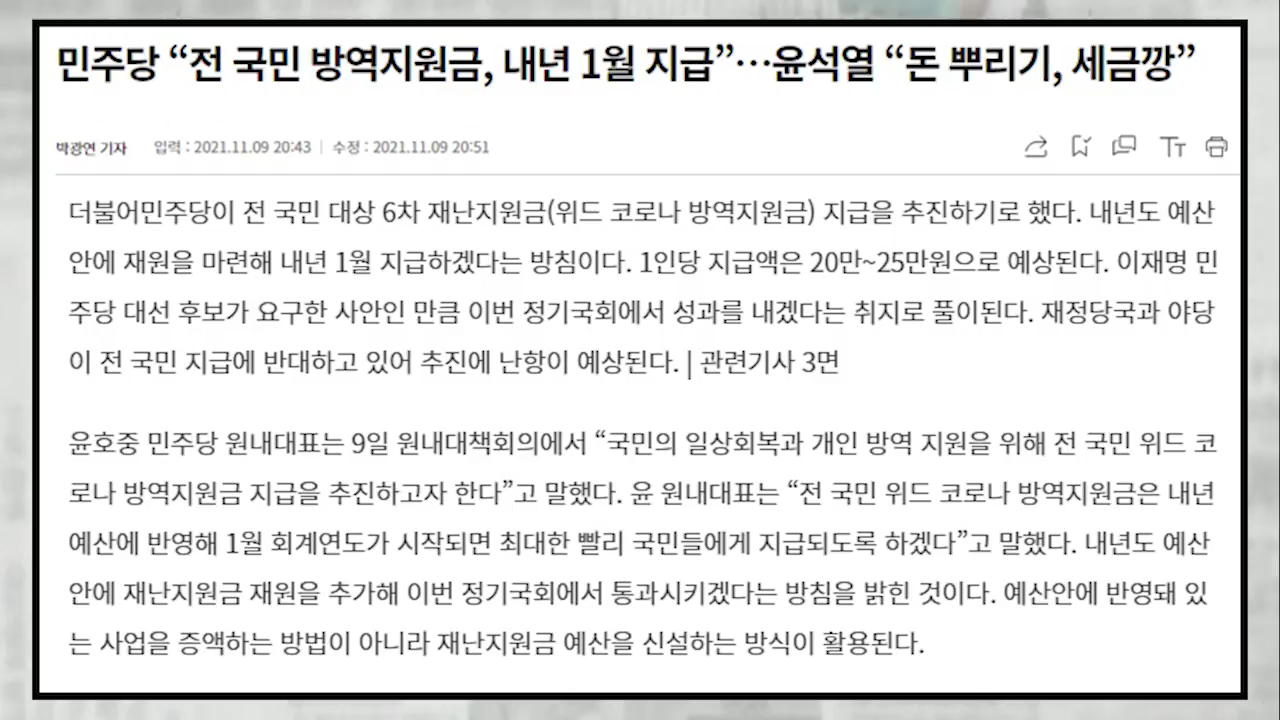 민주당 “전 국민 방역지원금, 내년 1월 지급”…윤석열 “돈 뿌리기, 세금깡”
박광연 기자 입력 : 2021.11.09 20:43 | 수정 : 2021.11.09 20:51
더불어민주당이 전 국민 대상 6차 재난지원금(위드 코로나 방역지원금) 지급을 추진하기로 했다. 내년도 예산
안에 재원을 마련해 내년 1월 지급하겠다는 방침이다. 1인당 지급액은 20만~25만원으로 예상된다. 이재명 민
주당 대선 후보가 요구한 사안인 만큼 이번 정기국회에서 성과를 내겠다는 취지로 풀이된다. 재정당국과 야당
이 전 국민 지급에 반대하고 있어 추진에 난항이 예상된다. | 관련기사 3면
윤호중 민주당 원내대표는 9일 원내대책회의에서 “국민의 일상회복과 개인 방역 지원을 위해 전 국민 위드 코
로나 방역지원금 지급을 추진하고자 한다”고 말했다. 윤 원내대표는 “전 국민 위드 코로나 방역지원금은 내년
예산에 반영해 1월 회계연도가 시작되면 최대한 빨리 국민들에게 지급되도록 하겠다”고 말했다. 내년도 예산
안에 재난지원금 재원을 추가해 이번 정기국회에서 통과시키겠다는 방침을 밝힌 것이다. 예산안에 반영돼 있
는 사업을 증액하는 방법이 아니라 재난지원금 예산을 신설하는 방식이 활용된다.